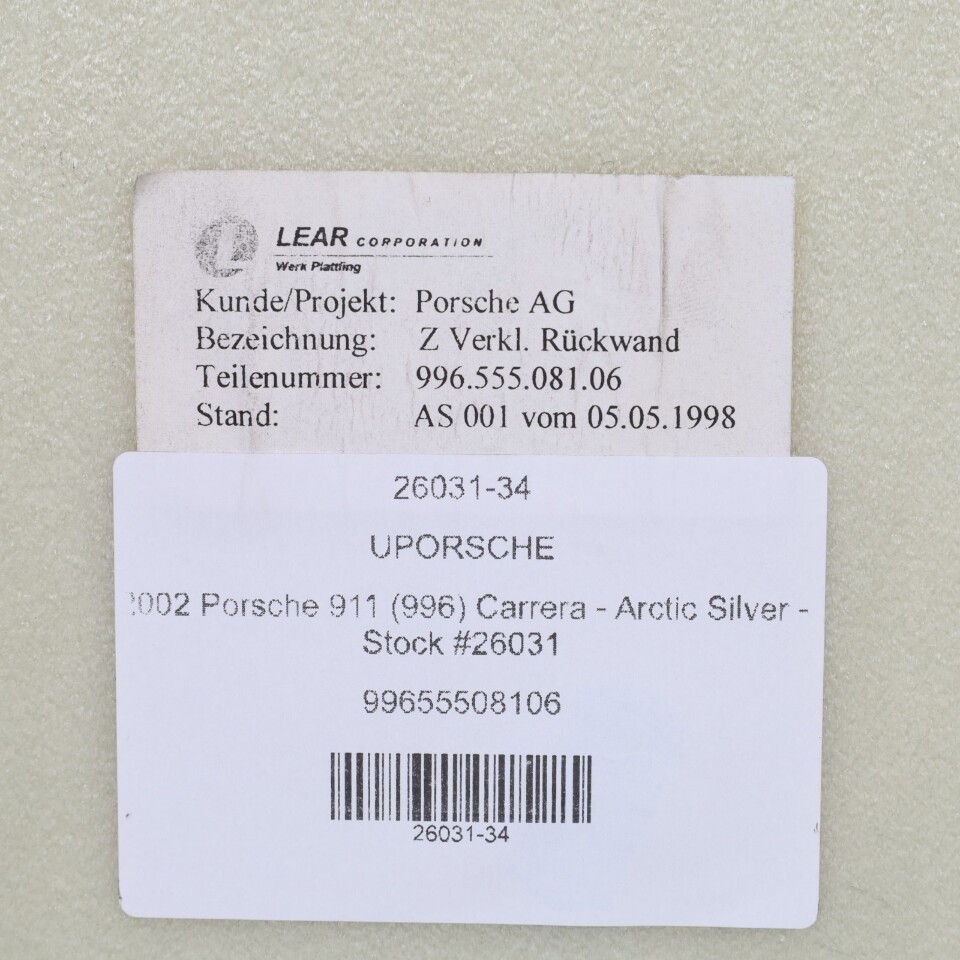 LEAR CORPORATION
Werk Plattling
Kunde/Projekt: Porsche AG
Bezeichnung: Z Verkl. Rückwand
Teilenummer: 996.555.081.06
Stand: AS 001 vom 05.05.1998
26031-34
UPORSCHE
2002 Porsche 911 (996) Carrera - Arctic Silver -
Stock #26031
99655508106
26031-34